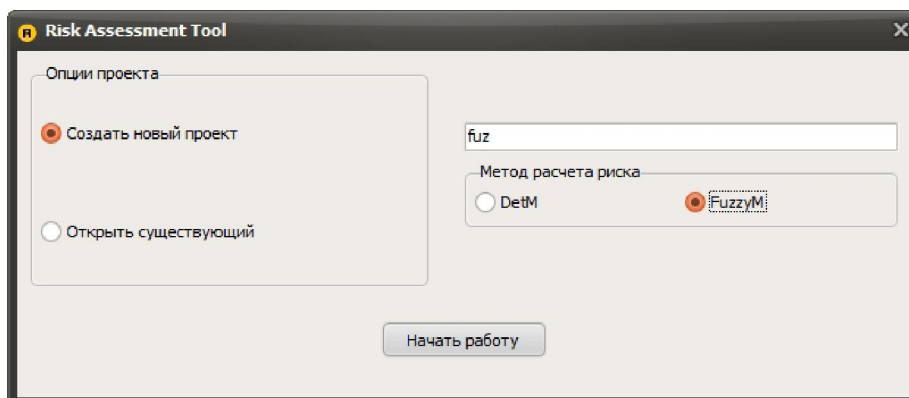 R Risk Assessment Tool
Опции проекта
Создать новый проект
Открыть существующий
fuz
Метод расчета риска
DetM FuzzyM
Начать работу